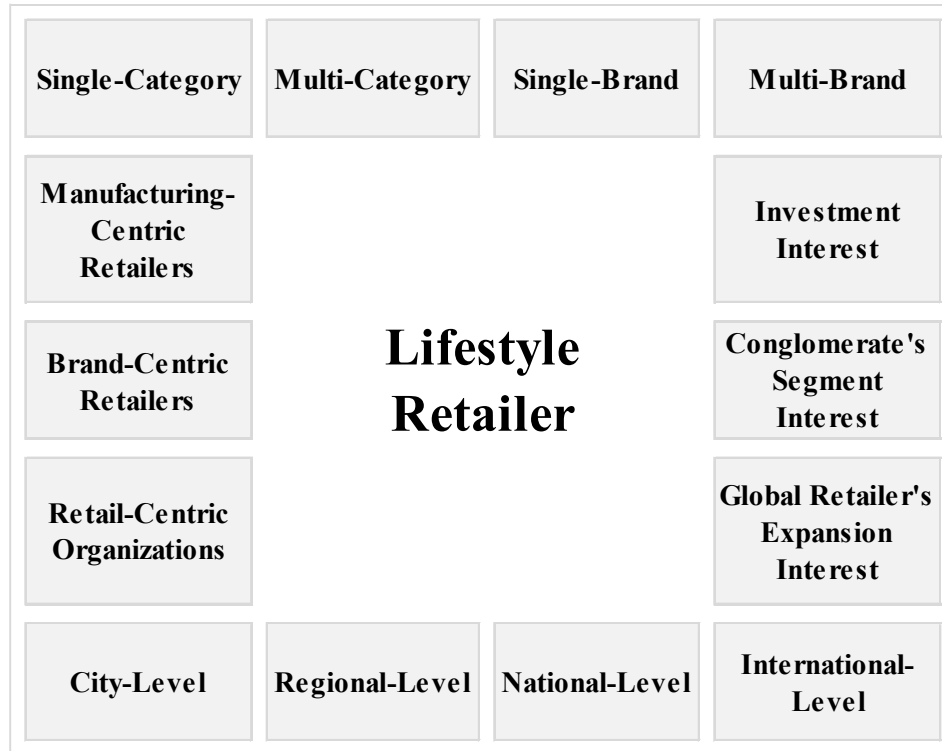 Single-Category
Multi-Category
Single-Brand
Multi-Brand
Manufacturing-
Centric
Retailers
Investment
Interest
Lifestyle
Retailer
Brand-Centric
Retailers
Conglomerate's
Segment
Interest
Retail-Centric
Organizations
Global Retailer's
Expansion
Interest
City-Level
Regional-Level
National-Level
International-
Level